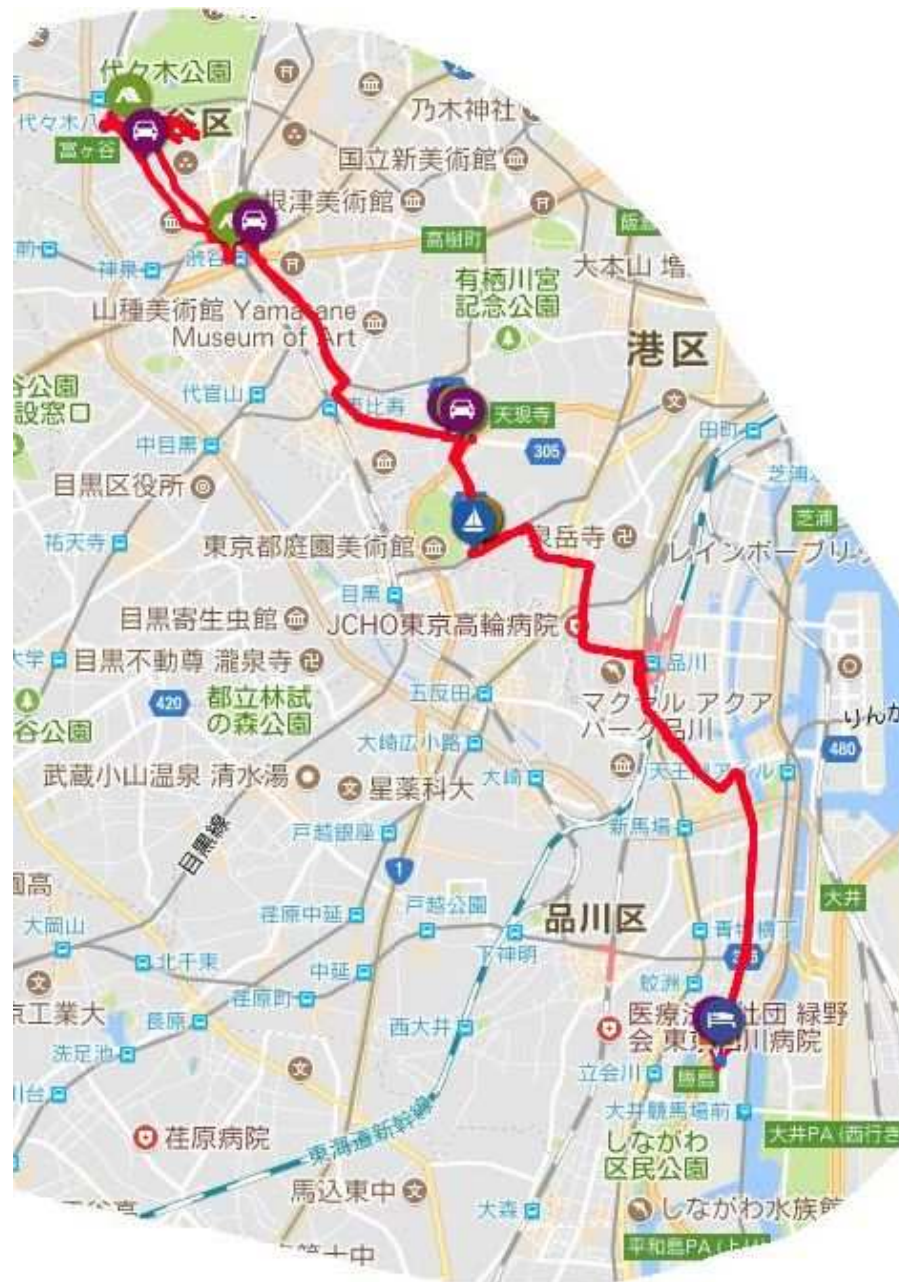 代々木公園
代々木八
谷区
富ヶ谷
乃木神社
国立新美術館
根津美術館
高樹町
飯倉
前
神泉
渋谷
有栖川宮
記念公園
大本山 増
山種美術館 Yamatane
Museum of Art
港区
谷公園
設窓口
代官山
恵比寿
天現寺
中目黒
305
田町
目黒区役所
芝浦
祐天寺
東京都庭園美術館
泉岳寺
レインボーブリッ
目黒
目黒寄生虫館
JCHO東京高輪病院
大学
目黒不動尊 瀧泉寺
品川
420
都立林試
の森公園
谷公園
五反田
マクセル アクア
パーク品川
りんか
480
大崎広小路
武蔵小山温泉 清水湯
星薬科大
大崎
天王洲アイル
目黒線
戸越銀座
新馬場
1
国高
大井
荏原中延
戸越公園
品川区
青物横丁
大岡山
下神明
北千束
中延
鮫洲
荏原町
京工業大
長原
西大井
医療法人社団 緑野
会 東京品川病院
洗足池
立会川
勝島
川台
大井競馬場前
荏原病院
東海道新幹線
しながわ
区民公園
大井PA (西行き
馬込東中
大森
しながわ水族館
平和島PA (上り)